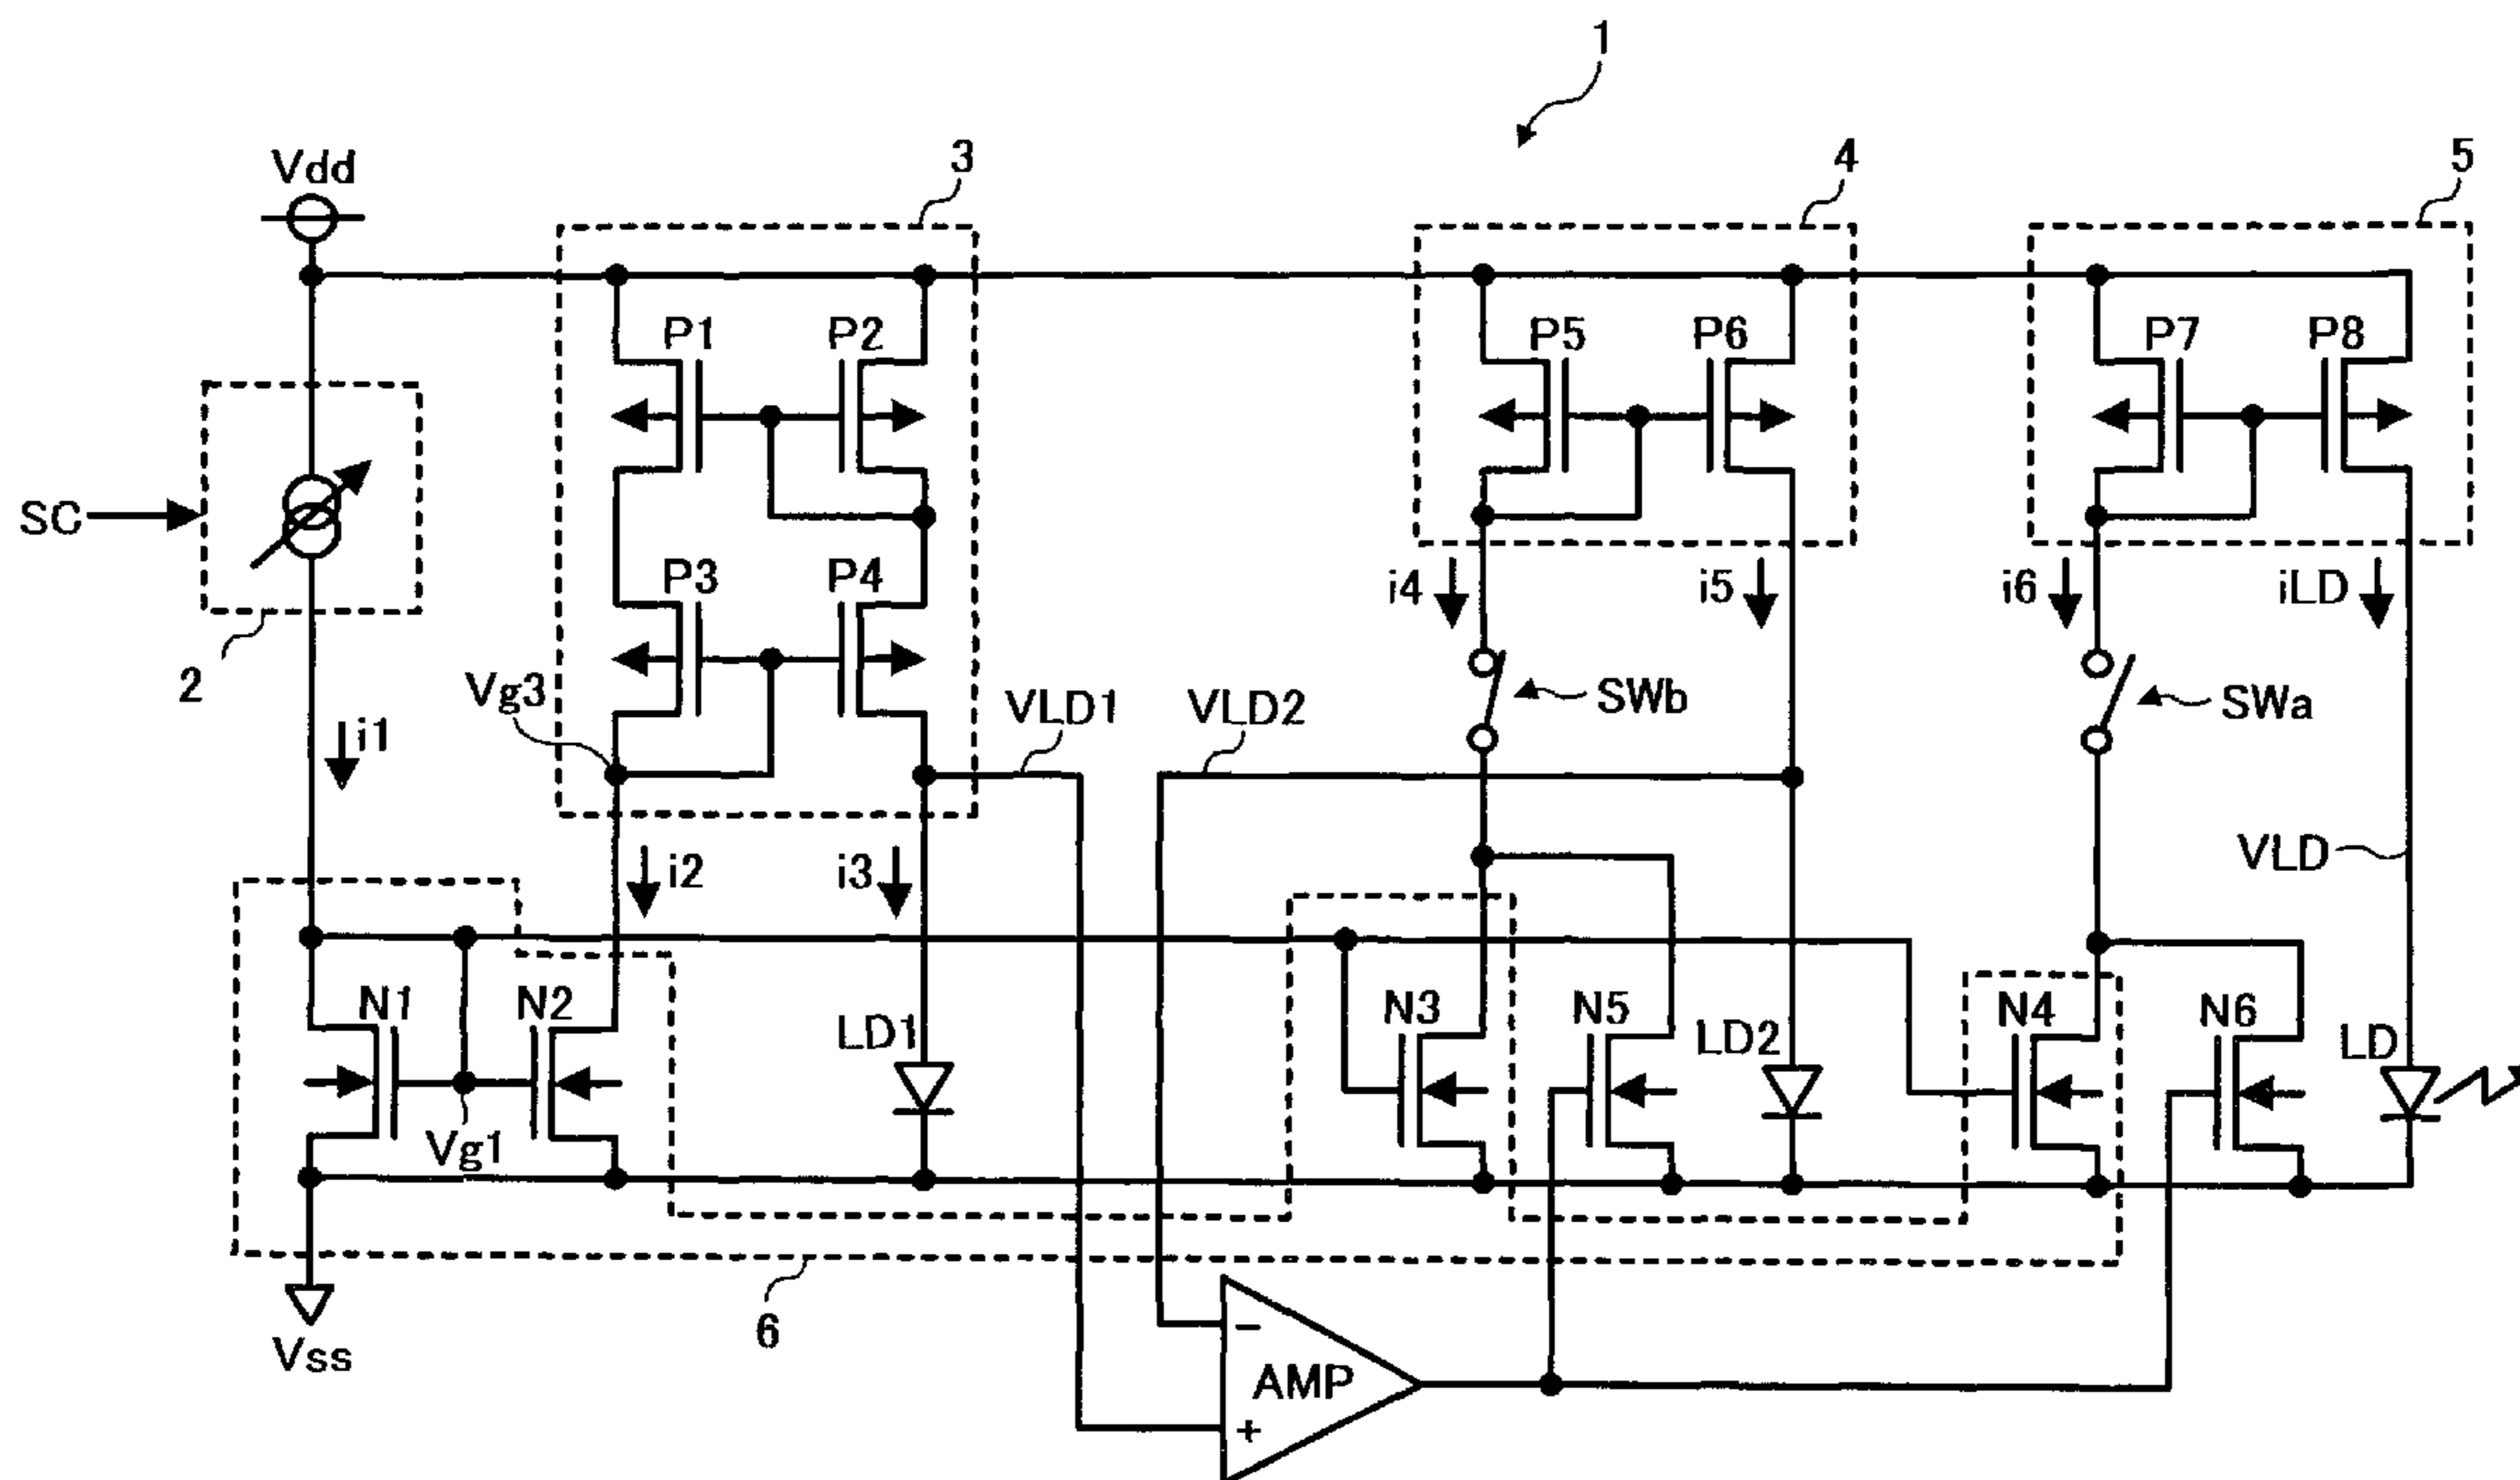 1
Vdd
3
4
5
P1
P2
P5
P6
P7
P8
SC
2
P3
P4
i4
i5
i6
iLD
Vg3
VLD1
VLD2
SWb
SWa
i1
i2
i3
VLD
N1
N2
LD1
N3
N5
LD2
N4
N6
LD
Vg1
6
Vss
-
AMP
+